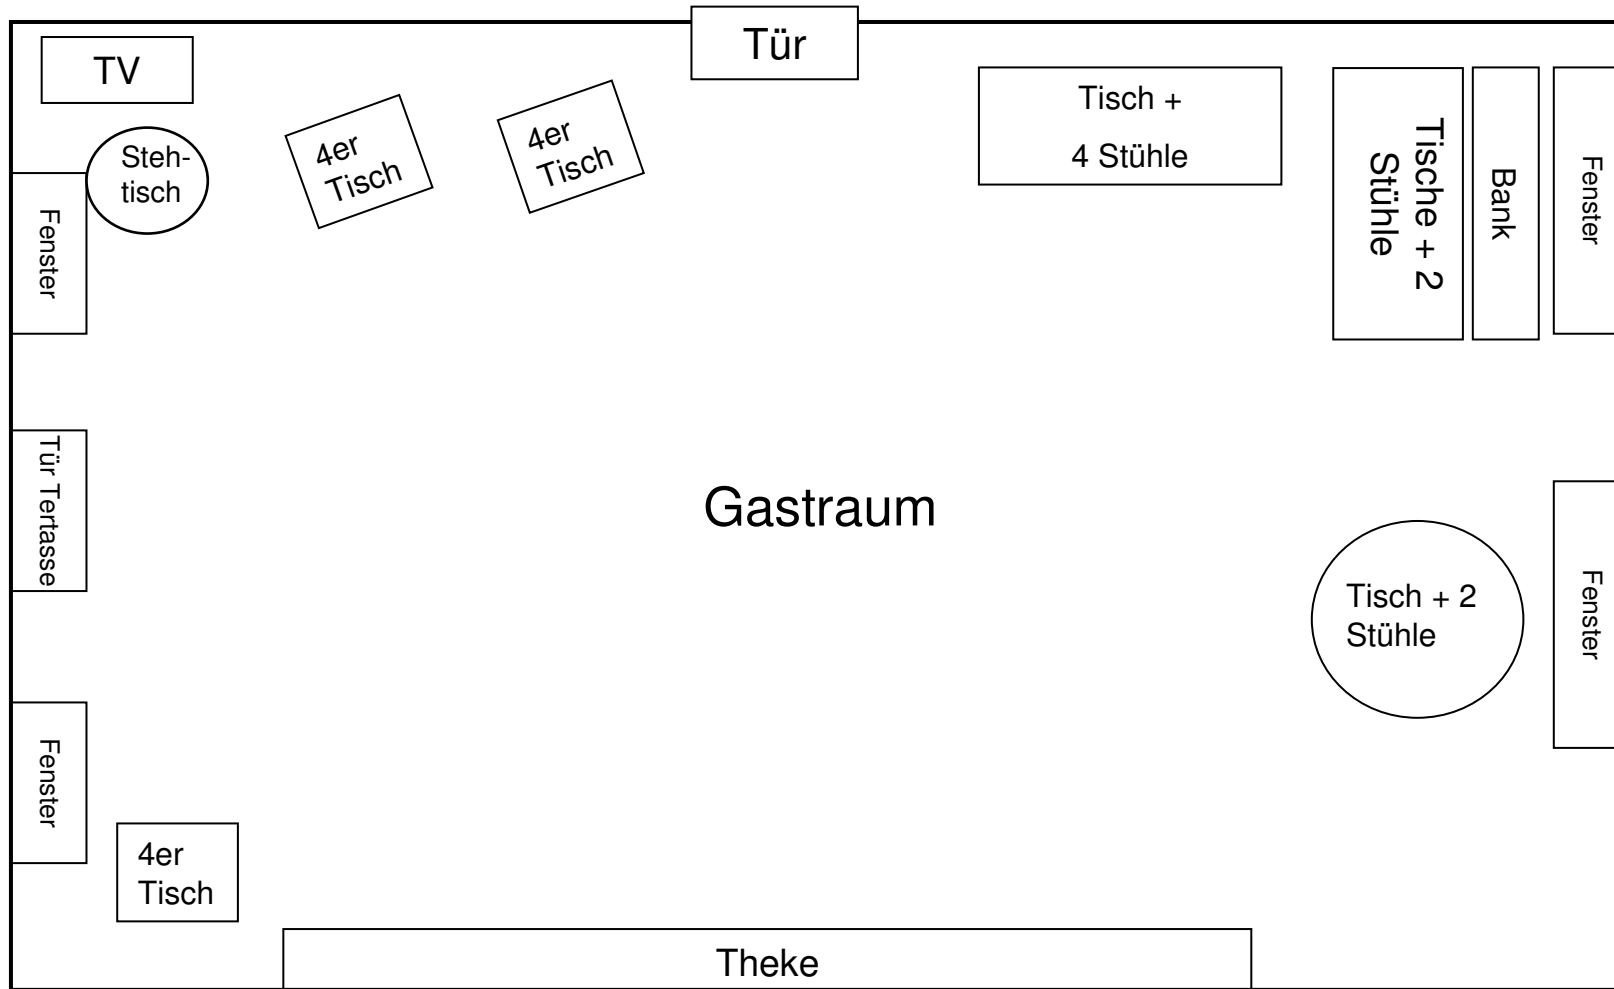 Tür
TV
Steh-
tisch
4er
Tisch
4er
Tisch
Tisch +
4 Stühle
Tische + 2
Stühle
Bank
Fenster
Fenster
Tür Tertasse
Gastraum
Tisch + 2
Stühle
Fenster
Fenster
4er
Tisch
Theke